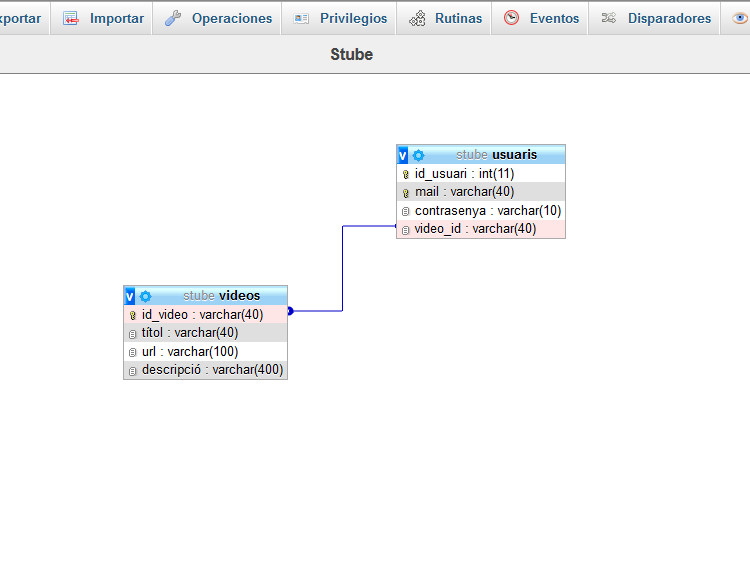 xportar Importar Operaciones Privilegios Rutinas Eventos Disparadores
Stube
v stube usuaris
id_usuari : int(11)
mail : varchar(40)
contrasenya : varchar(10)
video_id : varchar(40)
v stube videos
id_video : varchar(40)
títol : varchar(40)
url : varchar(100)
descripció : varchar(400)